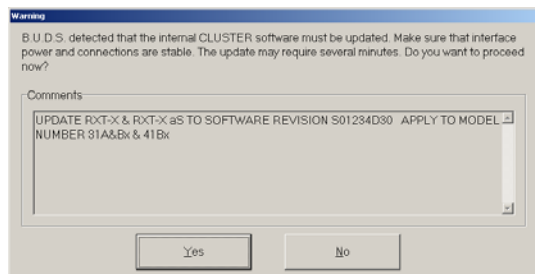 Warning
B.U.D.S. detected that the internal CLUSTER software must be updated. Make sure that interface
power and connections are stable. The update may require several minutes. Do you want to proceed
now?
Comments
UPDATE RXT-X & RXT-X aS TO SOFTWARE REVISION S01234D30 APPLY TO MODEL
NUMBER 31A&Bx & 41Bx
Yes
No